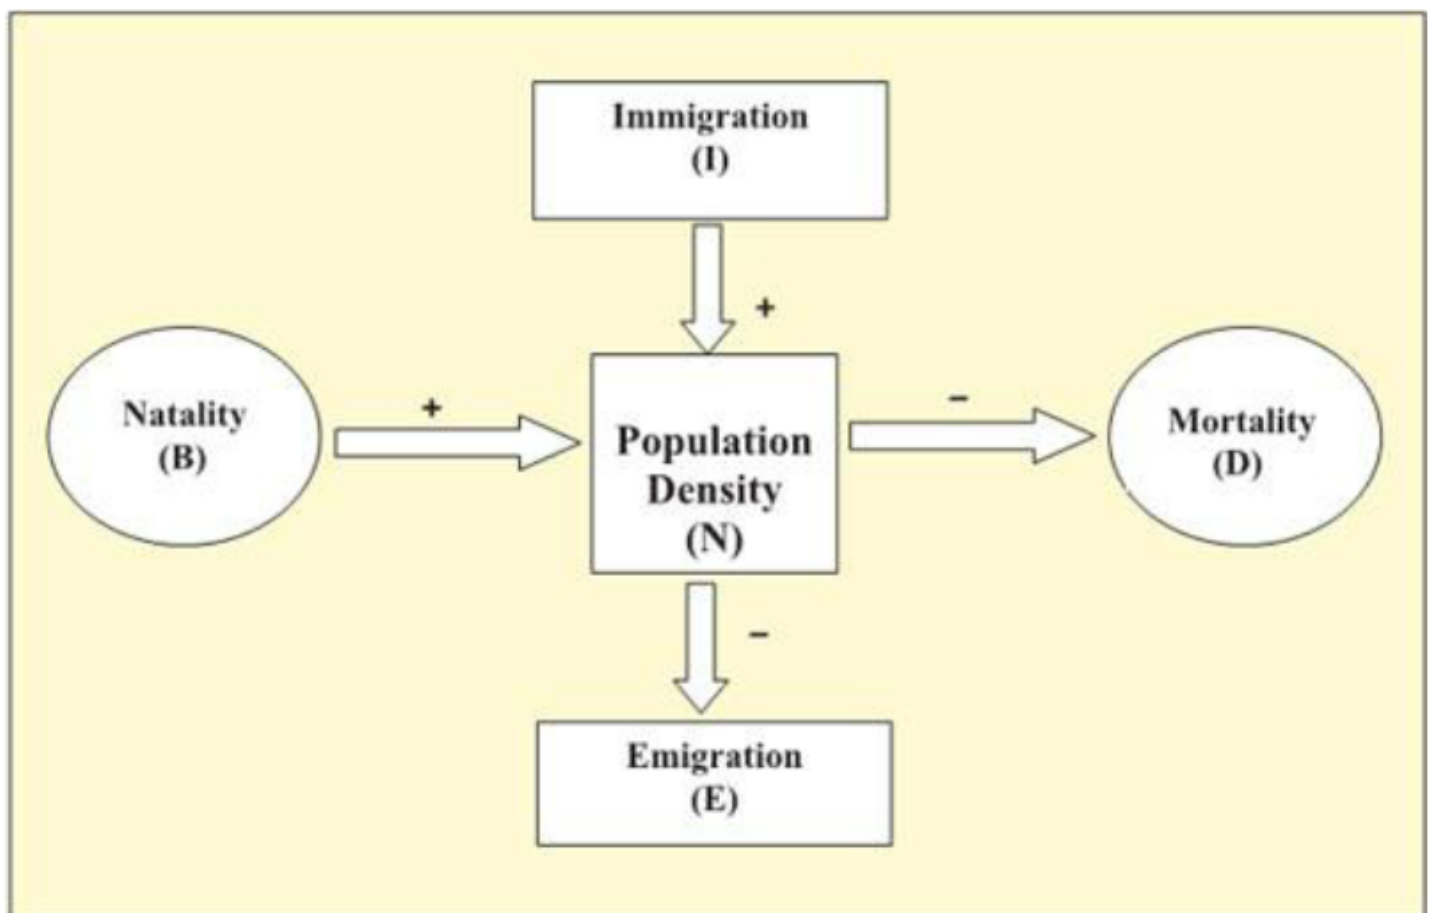 Immigration
(I)
+
Natality
(B)
+
Population
Density
(N)
−
Mortality
(D)
−
Emigration
(E)